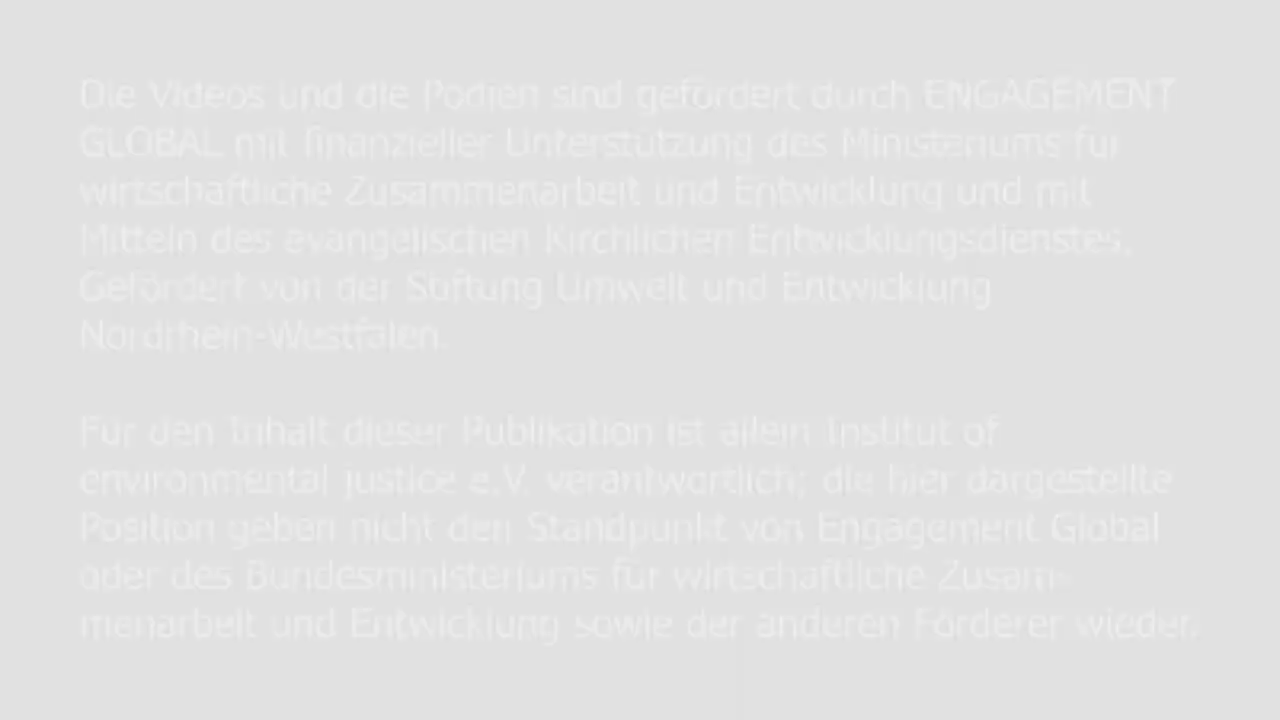 Die Videos und die Podien sind gefördert durch ENGAGEMENT
GLOBAL mit finanzieller Unterstützung des Ministeriums für
wirtschaftliche Zusammenarbeit und Entwicklung und mit
Mitteln des evangelischen Kirchlichen Entwicklungsdienstes.
Gefördert von der Stiftung Umwelt und Entwicklung
Nordrhein-Westfalen.
Für den Inhalt dieser Publikation ist allein Institut of
environmental justice e.V. verantwortlich; die hier dargestellte
Position geben nicht den Standpunkt von Engagement Global
oder des Bundesministeriums für wirtschaftliche Zusam-
menarbeit und Entwicklung sowie der anderen Förderer wieder.